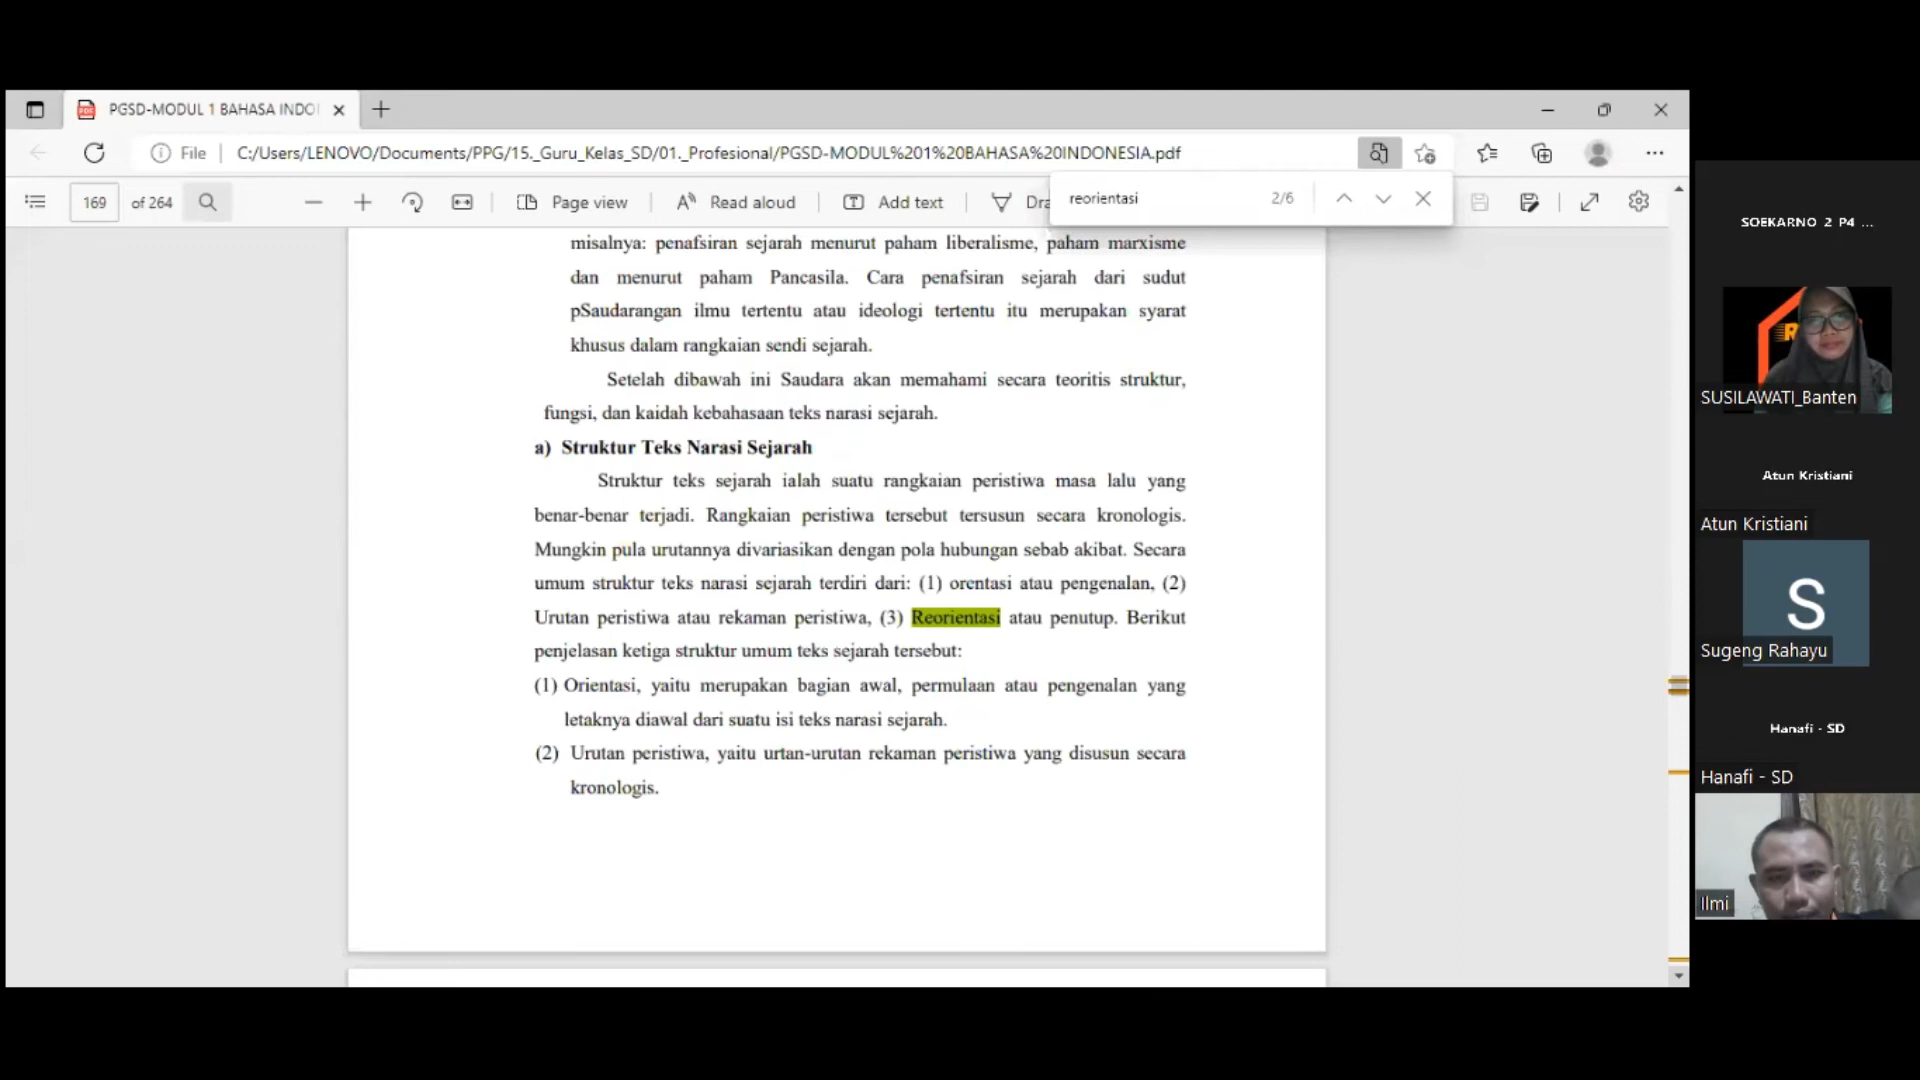 PGSD-MODUL 1 BAHASA INDO
File C:/Users/LENOVO/Documents/PPG/15._Guru_Kelas_SD/01._Profesional/PGSD-MODUL%201%20BAHASA%20INDONESIA.pdf
169 of 264 Page view Read aloud Add text Dra
reorientasi 2/6
misalnya: penafsiran sejarah menurut paham liberalisme, paham marxisme
dan menurut paham Pancasila. Cara penafsiran sejarah dari sudut
pSaudarangan ilmu tertentu atau ideologi tertentu itu merupakan syarat
khusus dalam rangkaian sendi sejarah.
Setelah dibawah ini Saudara akan memahami secara teoritis struktur,
fungsi, dan kaidah kebahasaan teks narasi sejarah.
a) Struktur Teks Narasi Sejarah
Struktur teks sejarah ialah suatu rangkaian peristiwa masa lalu yang
benar-benar terjadi. Rangkaian peristiwa tersebut tersusun secara kronologis.
Mungkin pula urutannya divariasikan dengan pola hubungan sebab akibat. Secara
umum struktur teks narasi sejarah terdiri dari: (1) orentasi atau pengenalan, (2)
Urutan peristiwa atau rekaman peristiwa, (3) Reorientasi atau penutup. Berikut
penjelasan ketiga struktur umum teks sejarah tersebut:
(1) Orientasi, yaitu merupakan bagian awal, permulaan atau pengenalan yang
letaknya diawal dari suatu isi teks narasi sejarah.
(2) Urutan peristiwa, yaitu urtan-urutan rekaman peristiwa yang disusun secara
kronologis.
SOEKARNO 2 P4 ...
SUSILAWATI_Banten
Atun Kristiani
Atun Kristiani
S
Sugeng Rahayu
Hanafi - SD
Hanafi - SD
Ilmi